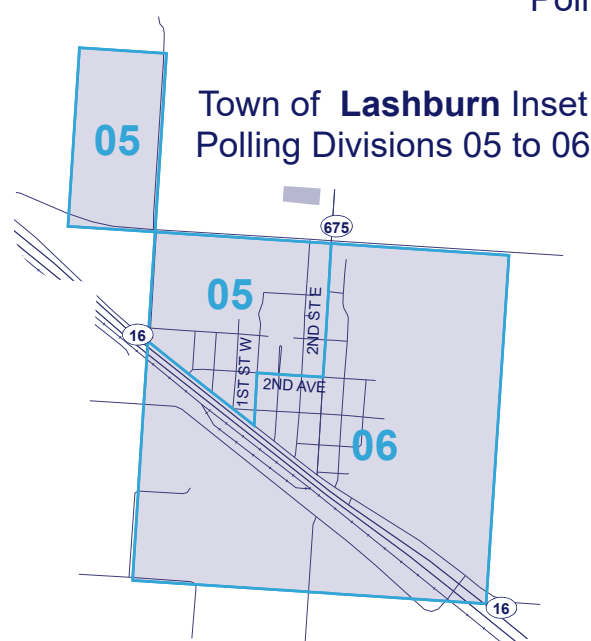 Poll
Town of Lashburn Inset
Polling Divisions 05 to 06
05
675
05
2ND ST E
16
1ST ST W
2ND AVE
06
16